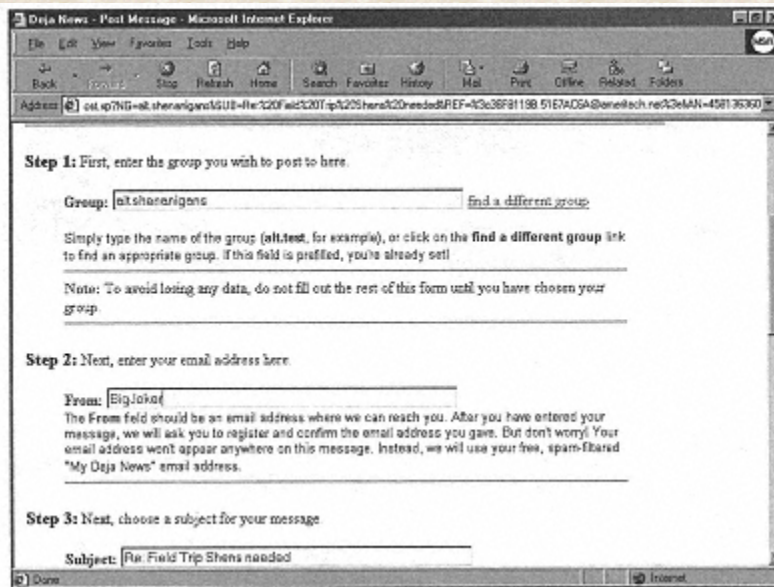 Deja News - Post Message - Microsoft Internet Explorer
File Edit View Favorites Tools Help
Back Forward Stop Refresh Home Search Favorites History Mail Print Offline Related Folders
Address
Step 1: First, enter the group you wish to post to here.
Group: alt.shenanigans find a different group
Simply type the name of the group (alt.test, for example), or click on the find a different group link
to find an appropriate group. If this field is prefilled, you're already set!
Note: To avoid losing any data, do not fill out the rest of this form until you have chosen your
group.
Step 2: Next, enter your email address here.
From: BigJoker
The From field should be an email address where we can reach you. After you have entered your
message, we will ask you to register and confirm the email address you gave. But don't worry! Your
email address won't appear anywhere on this message. Instead, we will use your free, spam-filtered
"My Deja News" email address.
Step 3: Next, choose a subject for your message
Subject: Re: Field Trip Shens needed
Done Internet